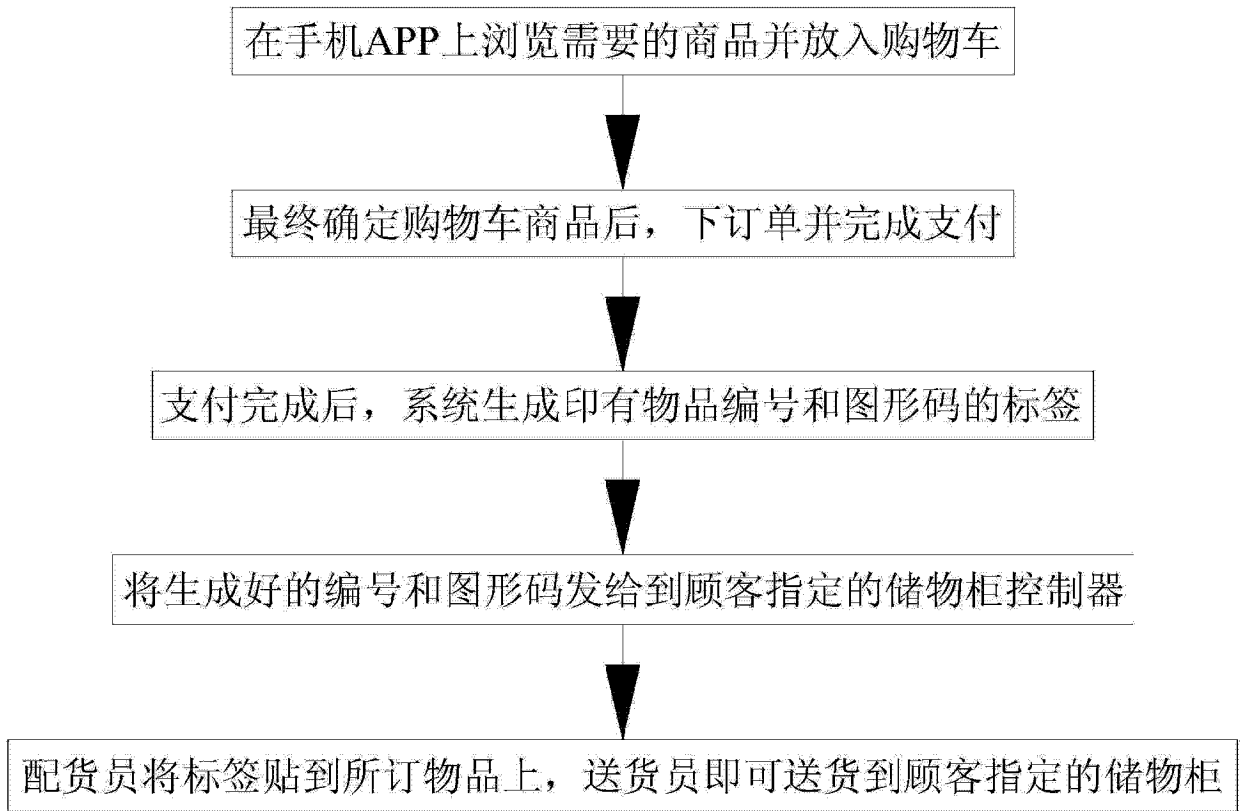 在手机APP上浏览需要的商品并放入购物车
最终确定购物车商品后，下订单并完成支付
支付完成后，系统生成印有物品编号和图形码的标签
将生成好的编号和图形码发给到顾客指定的储物柜控制器
配货员将标签贴到所订物品上，送货员即可送货到顾客指定的储物柜